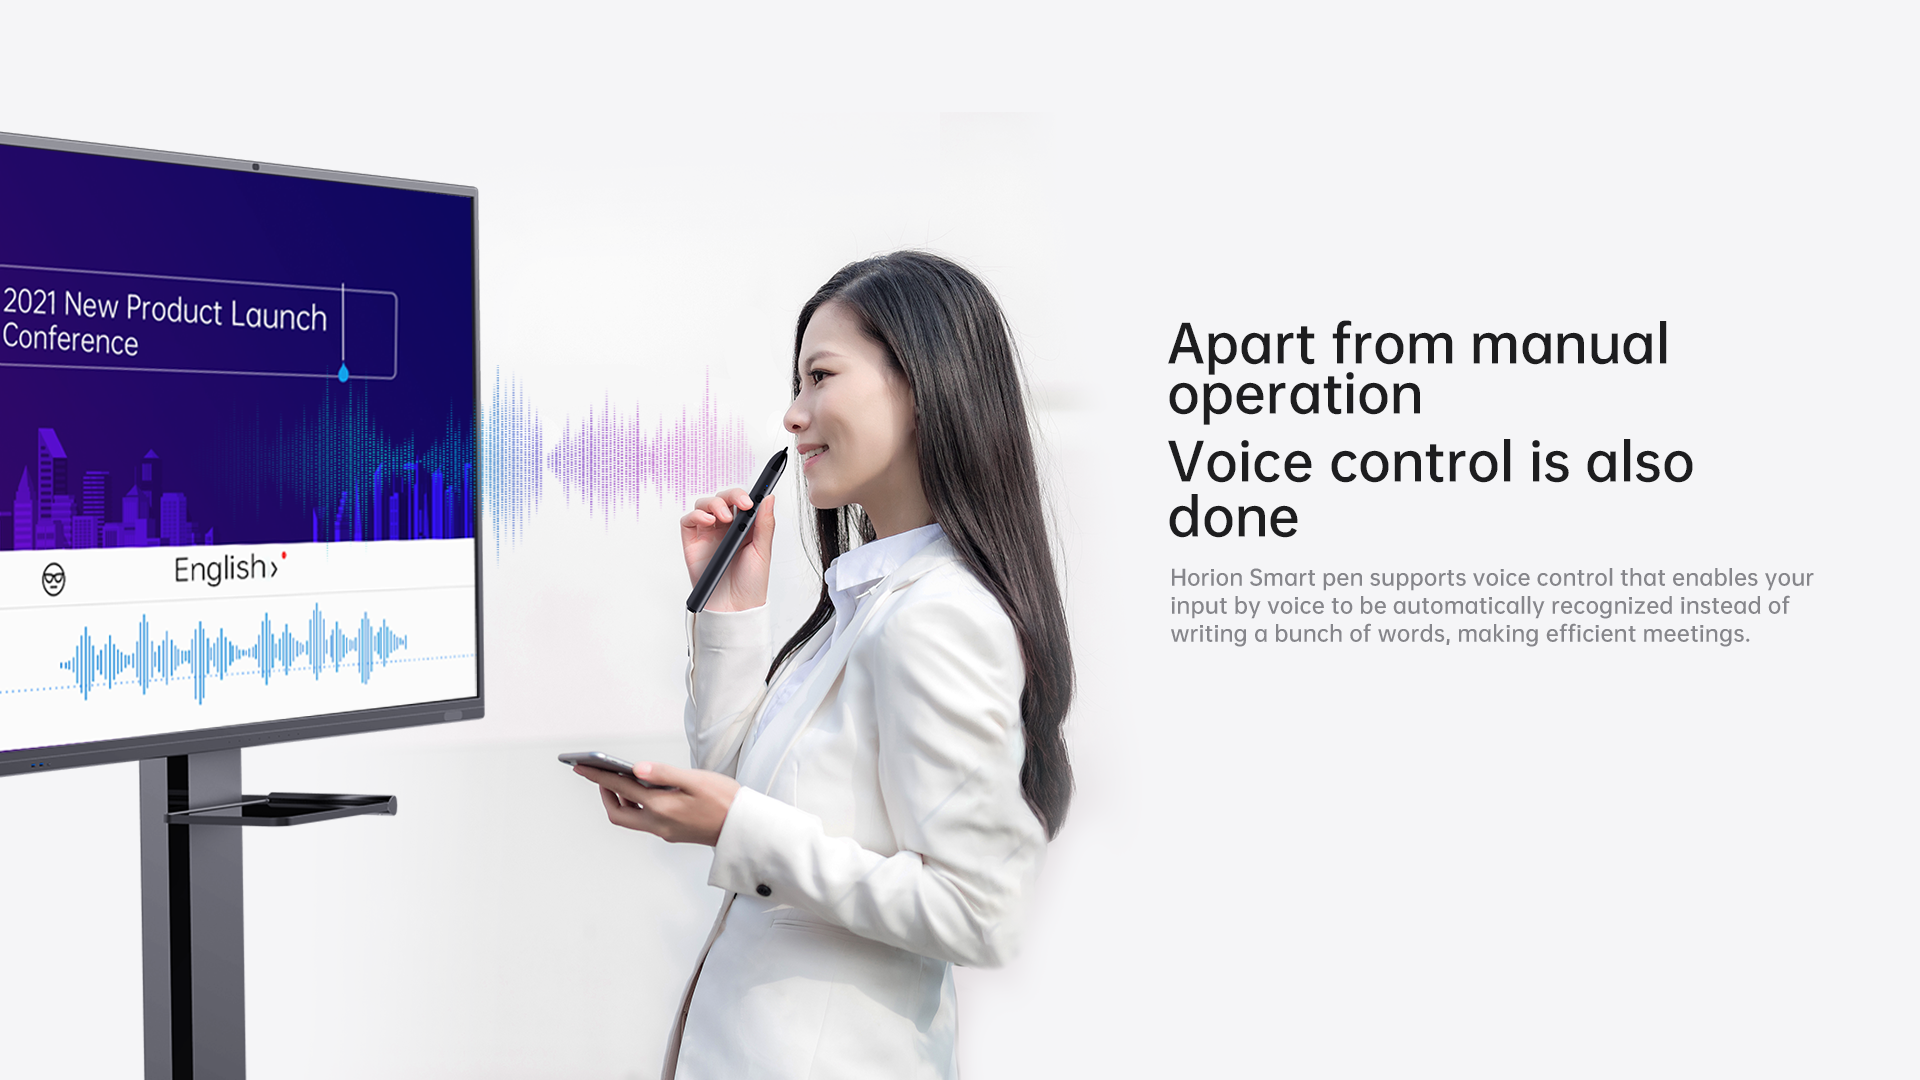 2021 New Product Launch
Conference
English›
Apart from manual
operation
Voice control is also
done
Horion Smart pen supports voice control that enables your
input by voice to be automatically recognized instead of
writing a bunch of words, making efficient meetings.